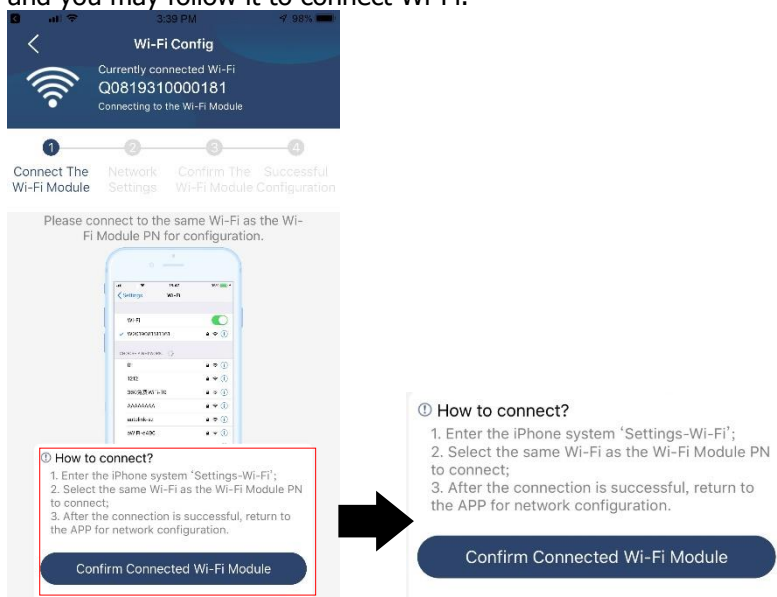 and you may follow it to connect Wi-Fi.
3:39 PM
98%
Wi-Fi Config
Currently connected Wi-Fi
Q0819310000181
Connecting to the Wi-Fi Module
1
2
3
4
Connect The
Wi-Fi Module
Network
Settings
Confirm The
Wi-Fi Module
Successful
Configuration
Please connect to the same Wi-Fi as the Wi-
Fi Module PN for configuration.
Settings
Wi-Fi
Wi-Fi
How to connect?
1. Enter the iPhone system ‘Settings-Wi-Fi’;
2. Select the same Wi-Fi as the Wi-Fi Module PN
to connect;
3. After the connection is successful, return to
the APP for network configuration.
Confirm Connected Wi-Fi Module
How to connect?
1. Enter the iPhone system ‘Settings-Wi-Fi’;
2. Select the same Wi-Fi as the Wi-Fi Module PN
to connect;
3. After the connection is successful, return to
the APP for network configuration.
Confirm Connected Wi-Fi Module